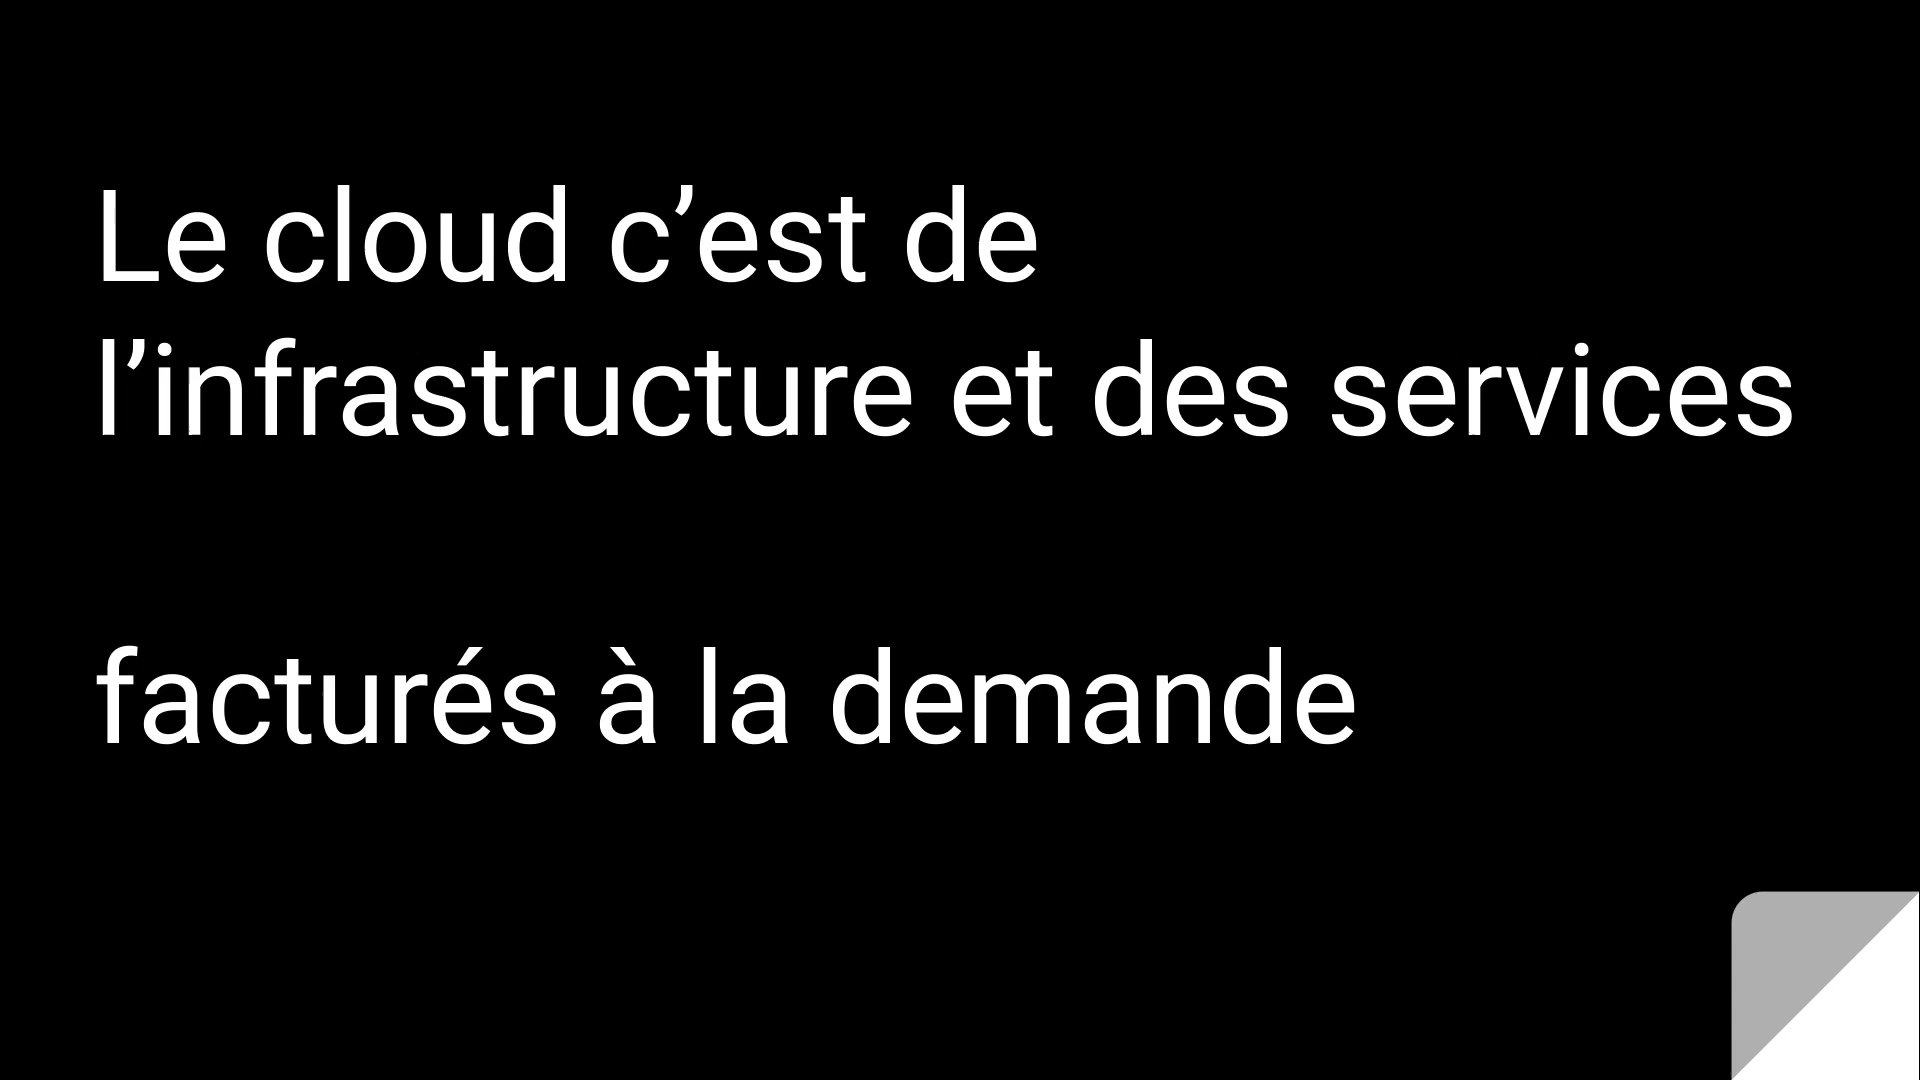 Le cloud c’est de
l’infrastructure et des services
facturés à la demande